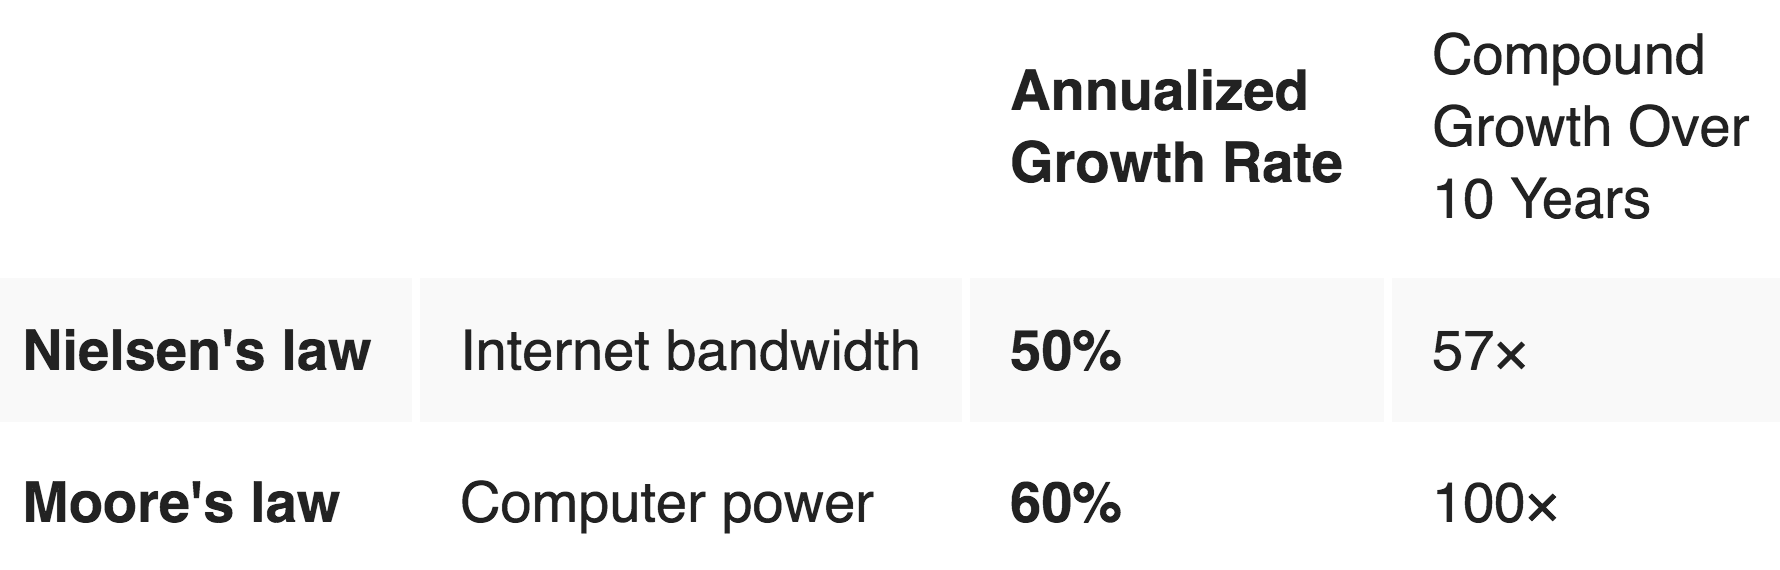 Annualized
Growth Rate
Compound
Growth Over
10 Years
Nielsen's law Internet bandwidth 50% 57×
Moore's law Computer power 60% 100×